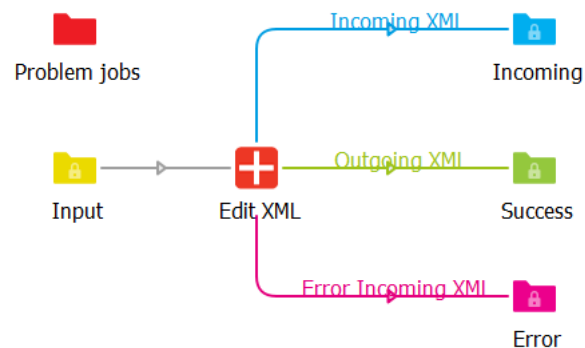 Incoming XML
Problem jobs
Incoming
Outgoing XML
Input
Edit XML
Success
Error Incoming XML
Error